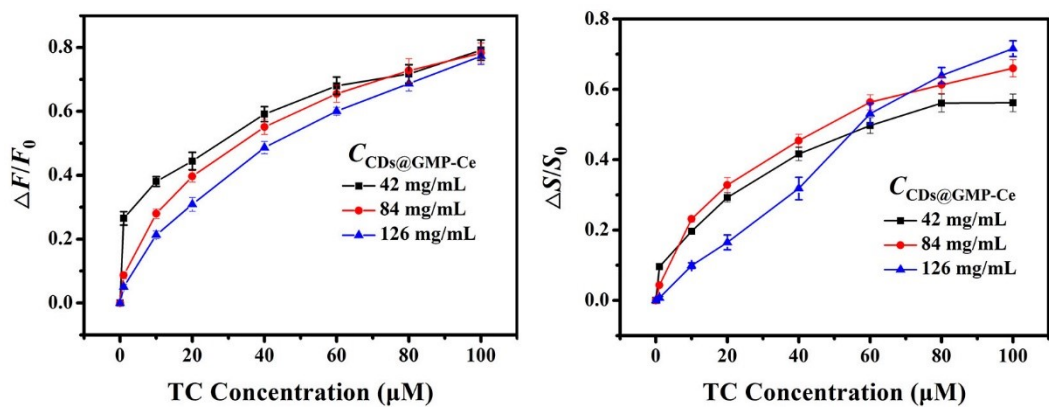 △F/F₀
0.8
0.6
0.4
0.2
0.0
C_CDs@GMP-Ce
42 mg/mL
84 mg/mL
126 mg/mL
0 20 40 60 80 100
TC Concentration (μM)
△S/S₀
0.8
0.6
0.4
0.2
0.0
C_CDs@GMP-Ce
42 mg/mL
84 mg/mL
126 mg/mL
0 20 40 60 80 100
TC Concentration (μM)